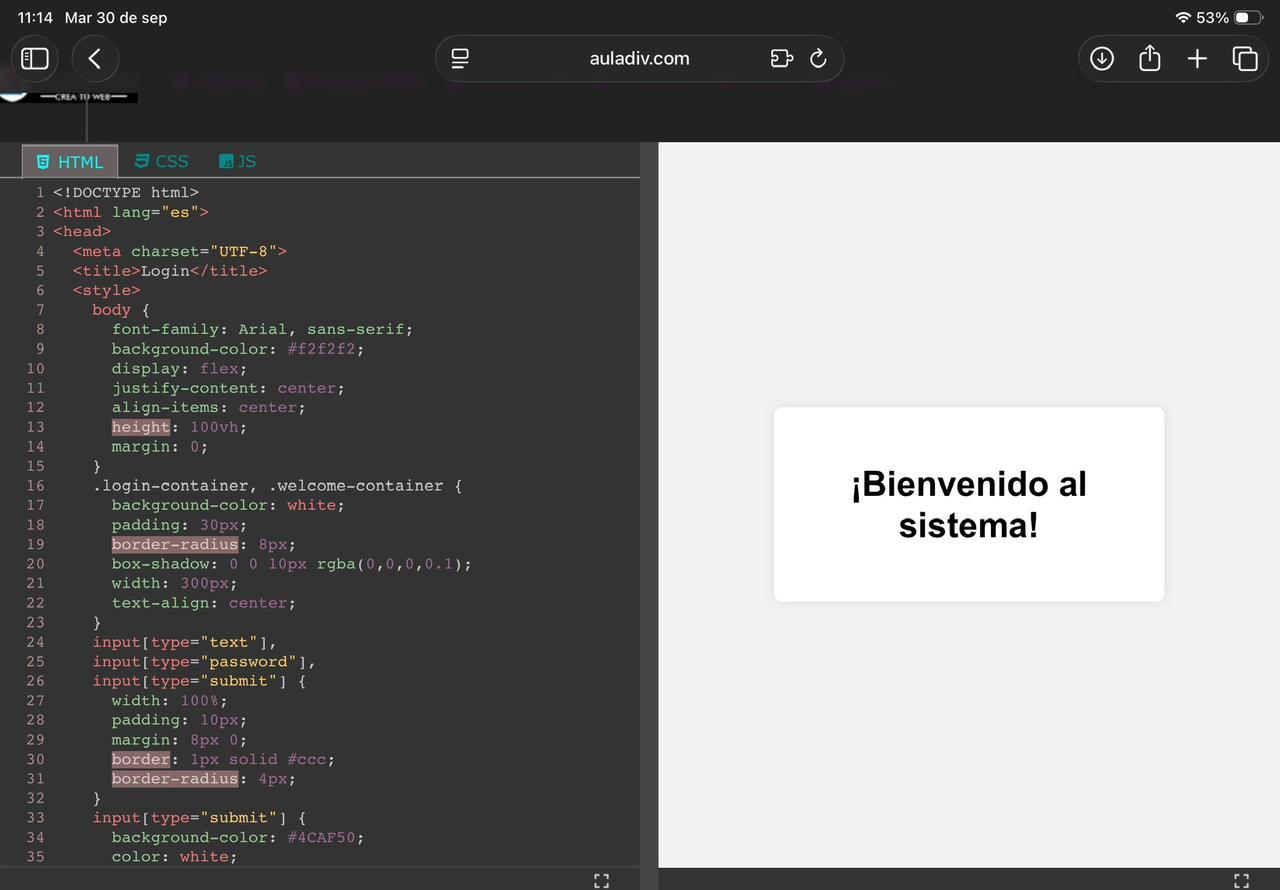 11:14 Mar 30 de sep
53%
auladiv.com
CREA TU WEB
HTML CSS JS
1 <!DOCTYPE html>
2 <html lang="es">
3 <head>
4 <meta charset="UTF-8">
5 <title>Login</title>
6 <style>
7 body {
8 font-family: Arial, sans-serif;
9 background-color: #f2f2f2;
10 display: flex;
11 justify-content: center;
12 align-items: center;
13 height: 100vh;
14 margin: 0;
15 }
16 .login-container, .welcome-container {
17 background-color: white;
18 padding: 30px;
19 border-radius: 8px;
20 box-shadow: 0 0 10px rgba(0,0,0,0.1);
21 width: 300px;
22 text-align: center;
23 }
24 input[type="text"],
25 input[type="password"],
26 input[type="submit"] {
27 width: 100%;
28 padding: 10px;
29 margin: 8px 0;
30 border: 1px solid #ccc;
31 border-radius: 4px;
32 }
33 input[type="submit"] {
34 background-color: #4CAF50;
35 color: white;
¡Bienvenido al
sistema!